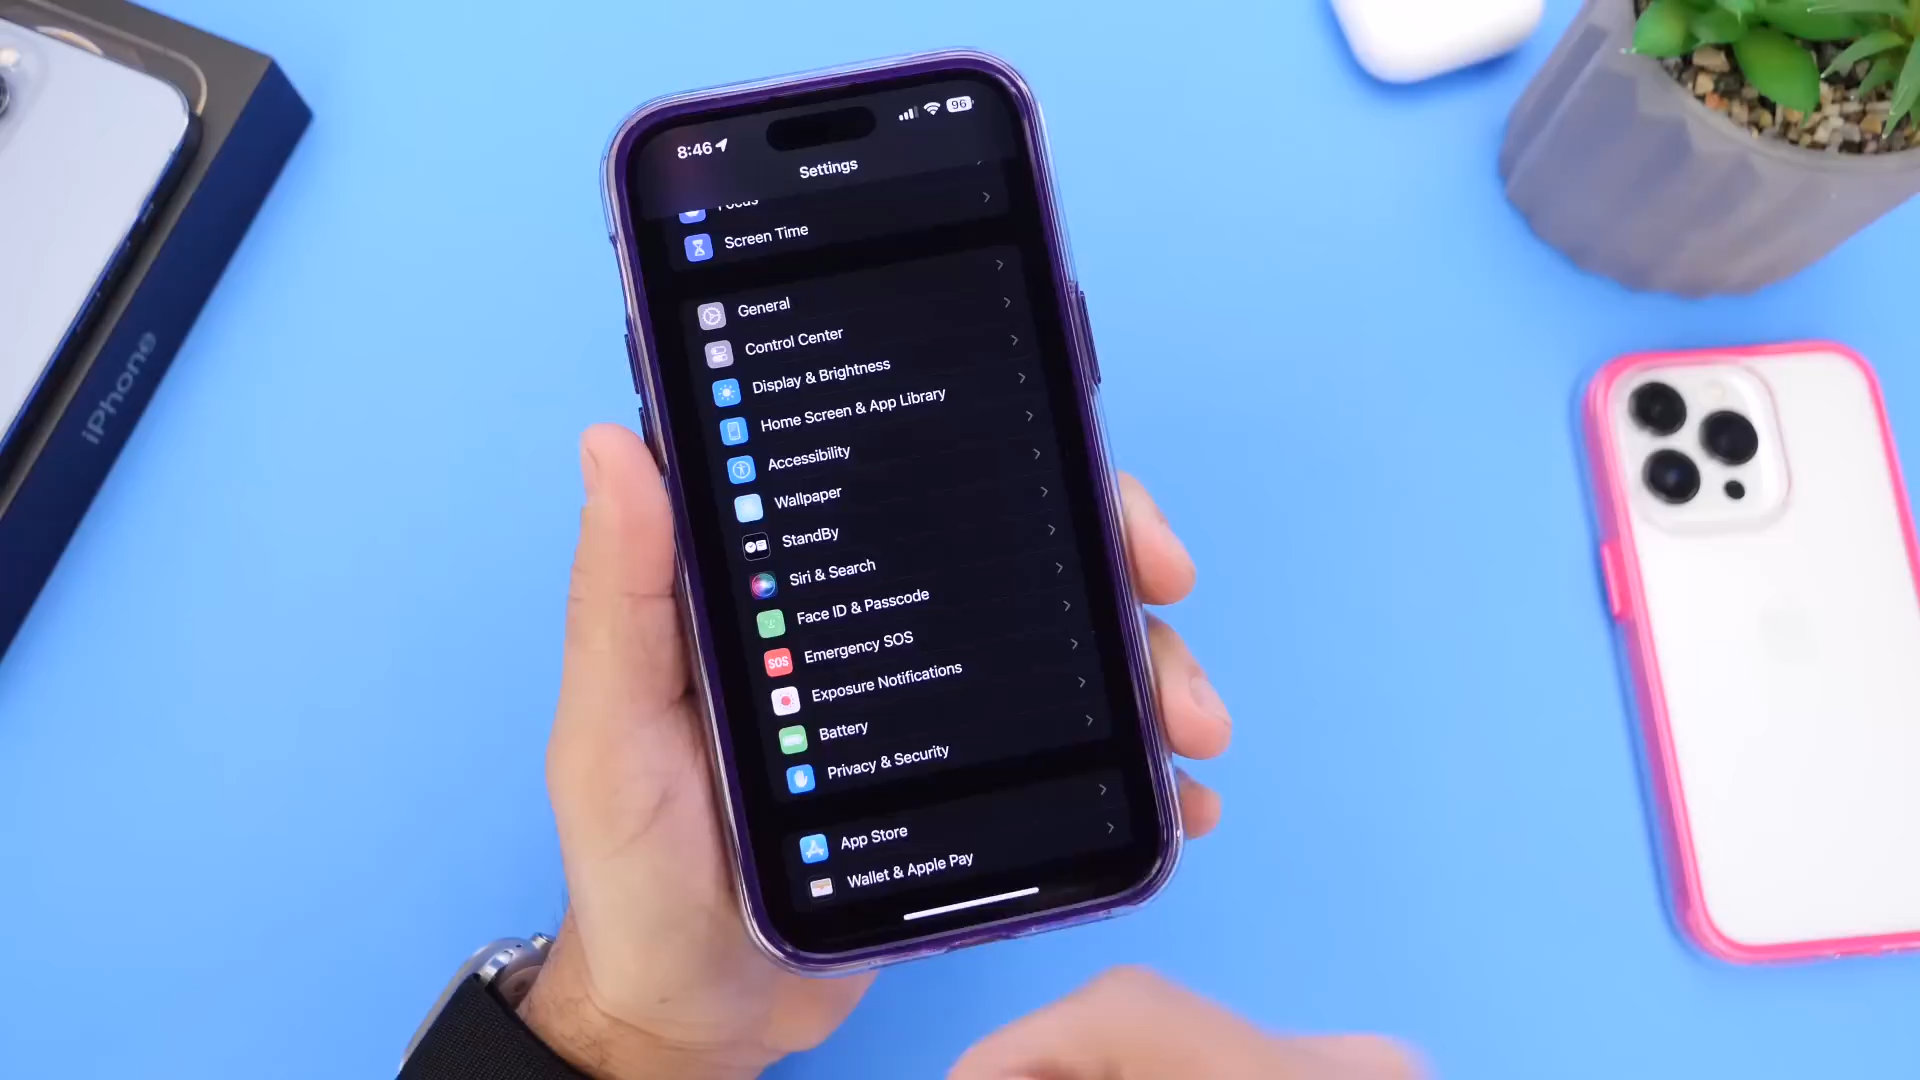 8:46
96
Settings
Focus
Screen Time
General
Control Center
Display & Brightness
Home Screen & App Library
Accessibility
Wallpaper
StandBy
Siri & Search
Face ID & Passcode
SOS
Emergency SOS
Exposure Notifications
Battery
Privacy & Security
App Store
Wallet & Apple Pay
iPhone